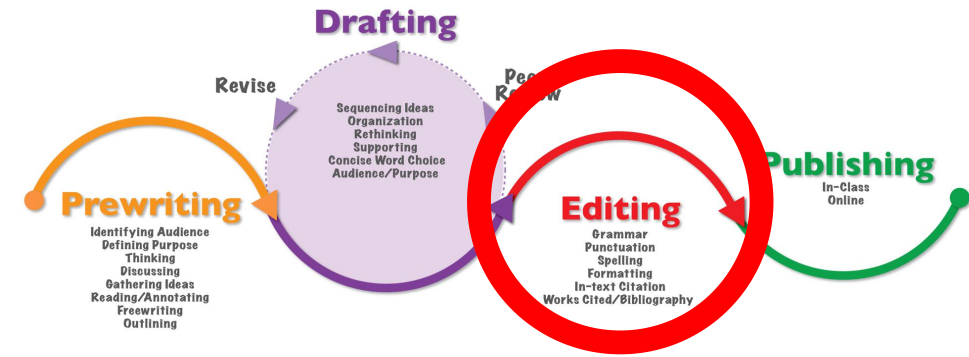 Drafting
Revise
Sequencing Ideas
Organization
Rethinking
Supporting
Concise Word Choice
Audience/Purpose
Prewriting
Identifying Audience
Defining Purpose
Thinking
Discussing
Gathering Ideas
Reading/Annotating
Freewriting
Outlining
Editing
Grammar
Punctuation
Spelling
Formatting
In-text Citation
Works Cited/Bibliography
Publishing
In-Class
Online